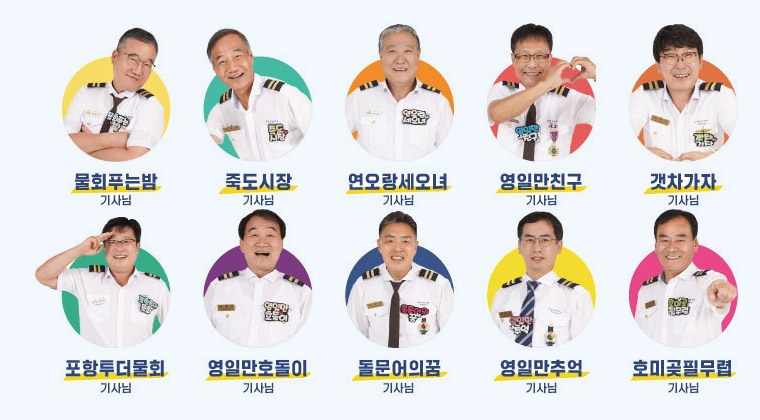 물회푸는밤
기사님
죽도시장
기사님
연오랑세오녀
기사님
영일만친구
기사님
갯차가자
기사님
포항투더물회
기사님
영일만호돌이
기사님
돌문어의꿈
기사님
영일만추억
기사님
호미곶필무렵
기사님